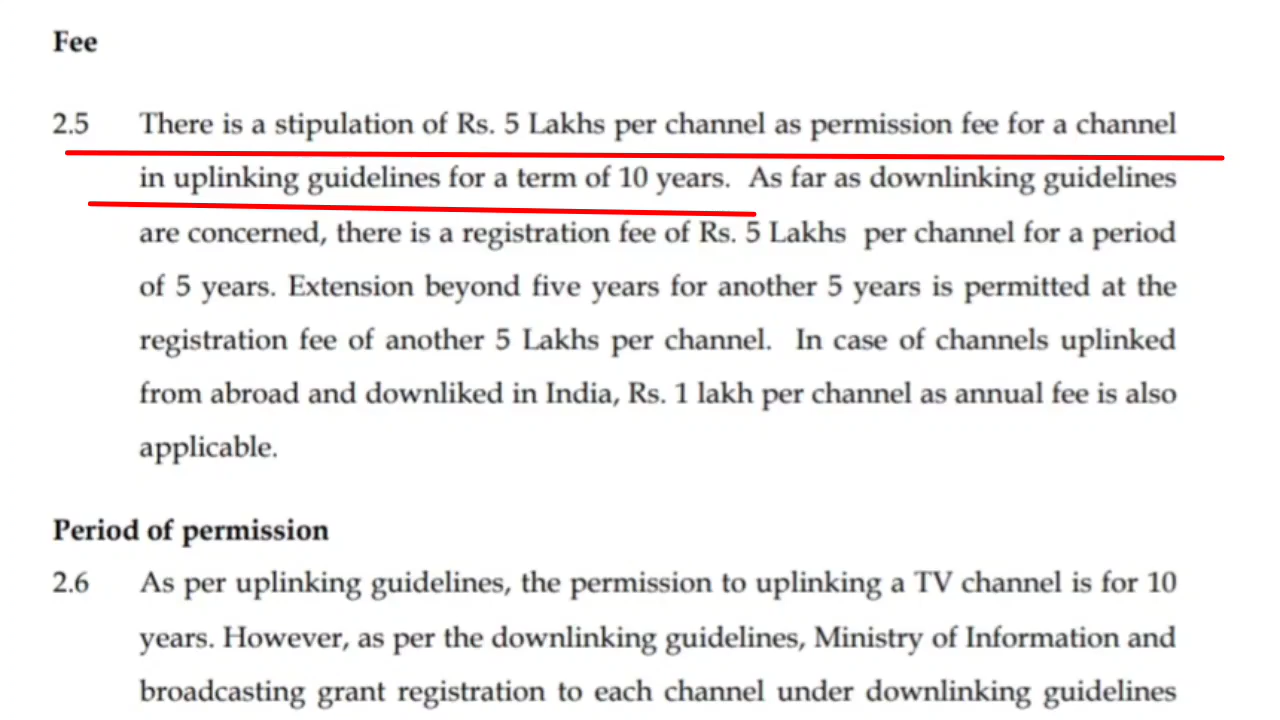 Fee
2.5 There is a stipulation of Rs. 5 Lakhs per channel as permission fee for a channel
in uplinking guidelines for a term of 10 years. As far as downlinking guidelines
are concerned, there is a registration fee of Rs. 5 Lakhs per channel for a period
of 5 years. Extension beyond five years for another 5 years is permitted at the
registration fee of another 5 Lakhs per channel. In case of channels uplinked
from abroad and downliked in India, Rs. 1 lakh per channel as annual fee is also
applicable.
Period of permission
2.6 As per uplinking guidelines, the permission to uplinking a TV channel is for 10
years. However, as per the downlinking guidelines, Ministry of Information and
broadcasting grant registration to each channel under downlinking guidelines